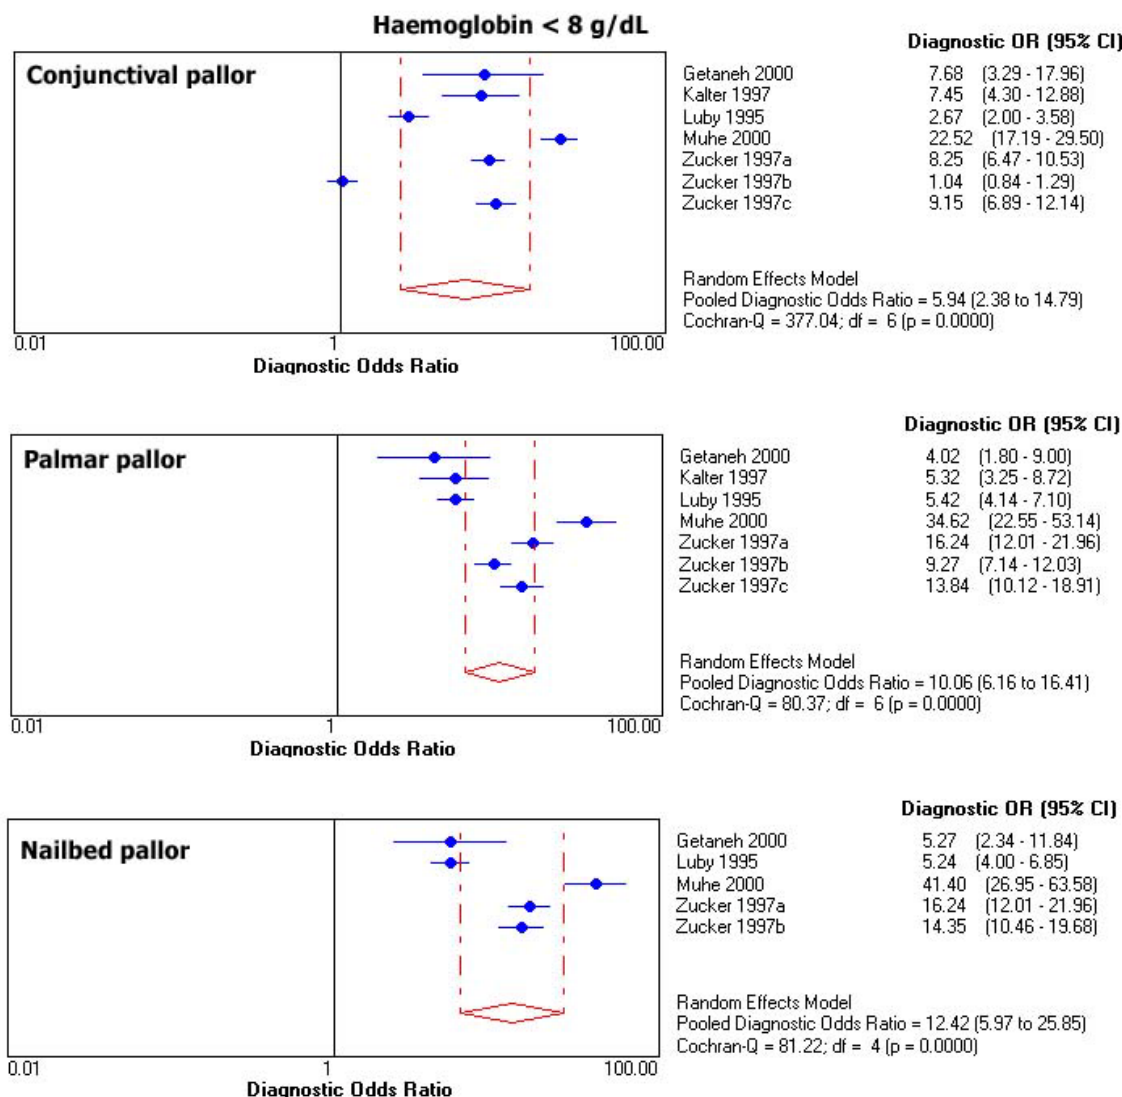 Haemoglobin < 8 g/dL
Diagnostic OR (95% CI)
Conjunctival pallor
Getaneh 2000 7.68 (3.29 - 17.96)
Kalter 1997 7.45 (4.30 - 12.88)
Luby 1995 2.67 (2.00 - 3.58)
Muhe 2000 22.52 (17.19 - 29.50)
Zucker 1997a 8.25 (6.47 - 10.53)
Zucker 1997b 1.04 (0.84 - 1.29)
Zucker 1997c 9.15 (6.89 - 12.14)
Random Effects Model
Pooled Diagnostic Odds Ratio = 5.94 (2.38 to 14.79)
Cochran-Q = 377.04; df = 6 (p = 0.0000)
0.01 1 100.00
Diagnostic Odds Ratio
Diagnostic OR (95% CI)
Palmar pallor
Getaneh 2000 4.02 (1.80 - 9.00)
Kalter 1997 5.32 (3.25 - 8.72)
Luby 1995 5.42 (4.14 - 7.10)
Muhe 2000 34.62 (22.55 - 53.14)
Zucker 1997a 16.24 (12.01 - 21.96)
Zucker 1997b 9.27 (7.14 - 12.03)
Zucker 1997c 13.84 (10.12 - 18.91)
Random Effects Model
Pooled Diagnostic Odds Ratio = 10.06 (6.16 to 16.41)
Cochran-Q = 80.37; df = 6 (p = 0.0000)
0.01 1 100.00
Diagnostic Odds Ratio
Diagnostic OR (95% CI)
Nailbed pallor
Getaneh 2000 5.27 (2.34 - 11.84)
Luby 1995 5.24 (4.00 - 6.85)
Muhe 2000 41.40 (26.95 - 63.58)
Zucker 1997a 16.24 (12.01 - 21.96)
Zucker 1997b 14.35 (10.46 - 19.68)
Random Effects Model
Pooled Diagnostic Odds Ratio = 12.42 (5.97 to 25.85)
Cochran-Q = 81.22; df = 4 (p = 0.0000)
0.01 1 100.00
Diagnostic Odds Ratio